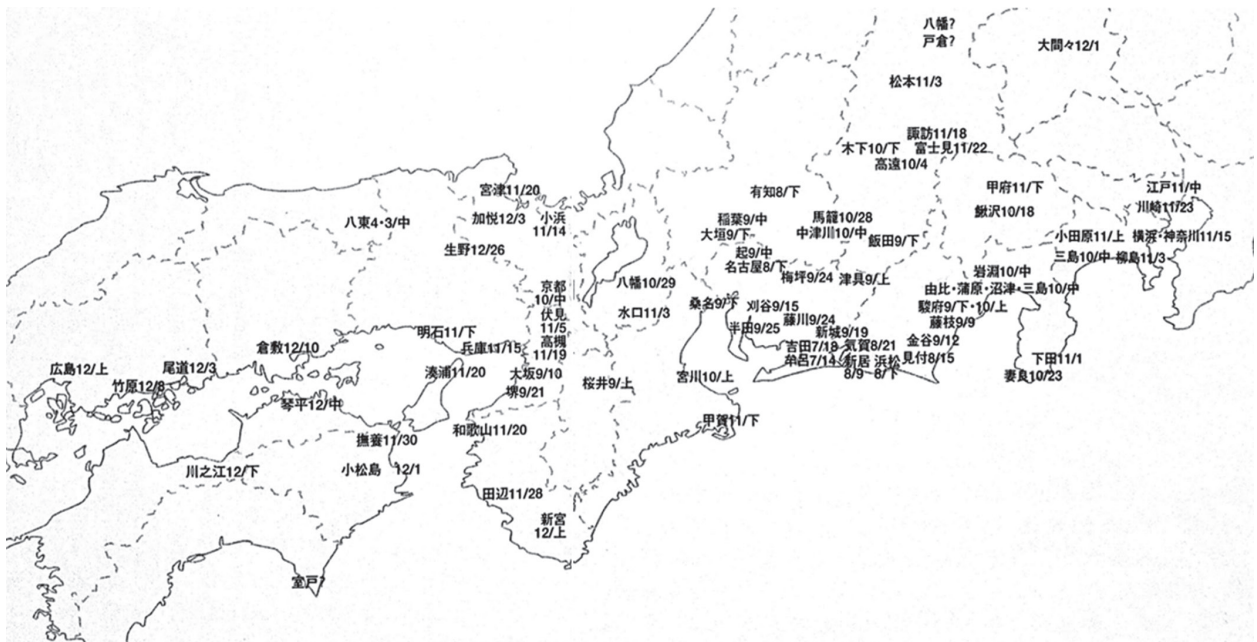 八幡?
戸倉?
大間々12/1
松本11/3
諏訪11/18
木下10/下
富士見11/22
高遠10/4
宮津11/20
有知8/下
甲府11/下
江戸11/中
加悦12/3
小浜
11/14
八東4・3/中
稲葉9/中
馬籠10/28
鰍沢10/18
川崎11/23
大垣9/下
中津川10/中
飯田9/下
小田原11/上
横浜・神奈川11/15
生野12/26
起9/中
三島10/中
柳島11/3
名古屋8/下
梅坪9/24
津具9/上
岩淵10/中
八幡10/29
京都
10/中
伏見
11/5
高槻
11/19
由比・蒲原・沼津・三島10/中
桑名9/下
刈谷9/15
駿府9/下・10/上
水口11/3
半田9/25
藤川9/24
藤枝9/9
明石11/下
新城9/19
金谷9/12
倉敷12/10
兵庫11/15
吉田7/18
気賀8/21
見付8/15
下田11/1
広島12/上
尾道12/3
湊浦11/20
大坂9/10
牟呂7/14
新居
8/9~
浜松
8/下
妻良10/23
竹原12/8
堺9/21
桜井9/上
宮川10/上
琴平12/中
甲賀11/下
和歌山11/20
撫養11/30
川之江12/下
小松島 12/1
田辺11/28
新宮
12/上
室戸?